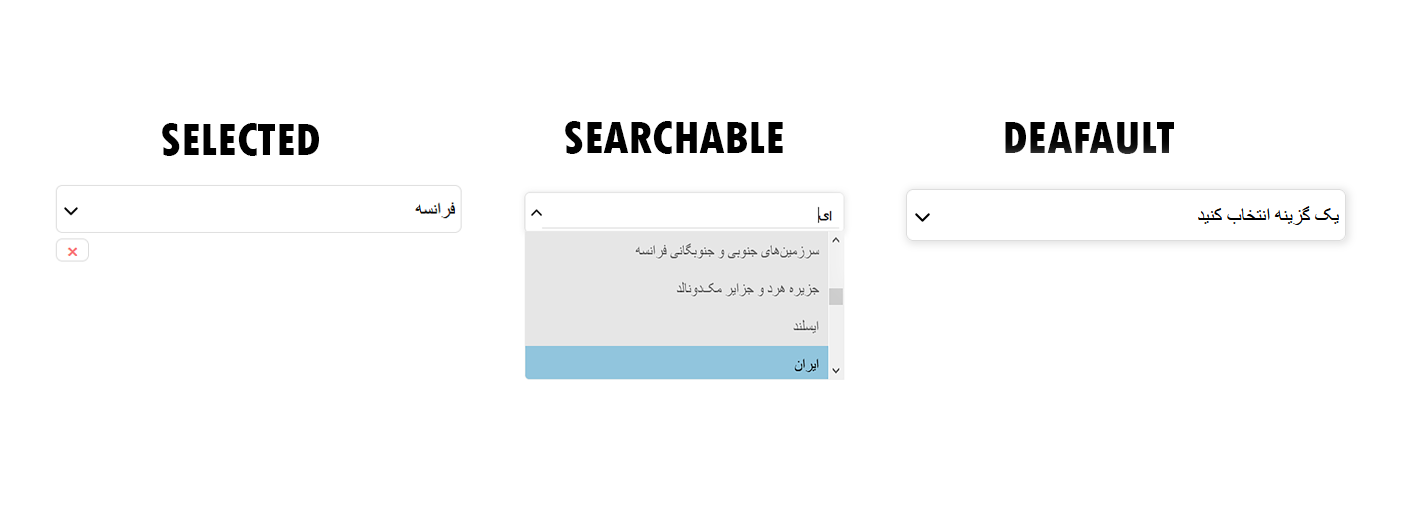 SELECTED
فرانسه
SEARCHABLE
ای
سرزمین‌های جنوبی و جنوبگانی فرانسه
جزیره هرد و جزایر مک‌دونالد
ایسلند
ایران
DEAFAULT
یک گزینه انتخاب کنید